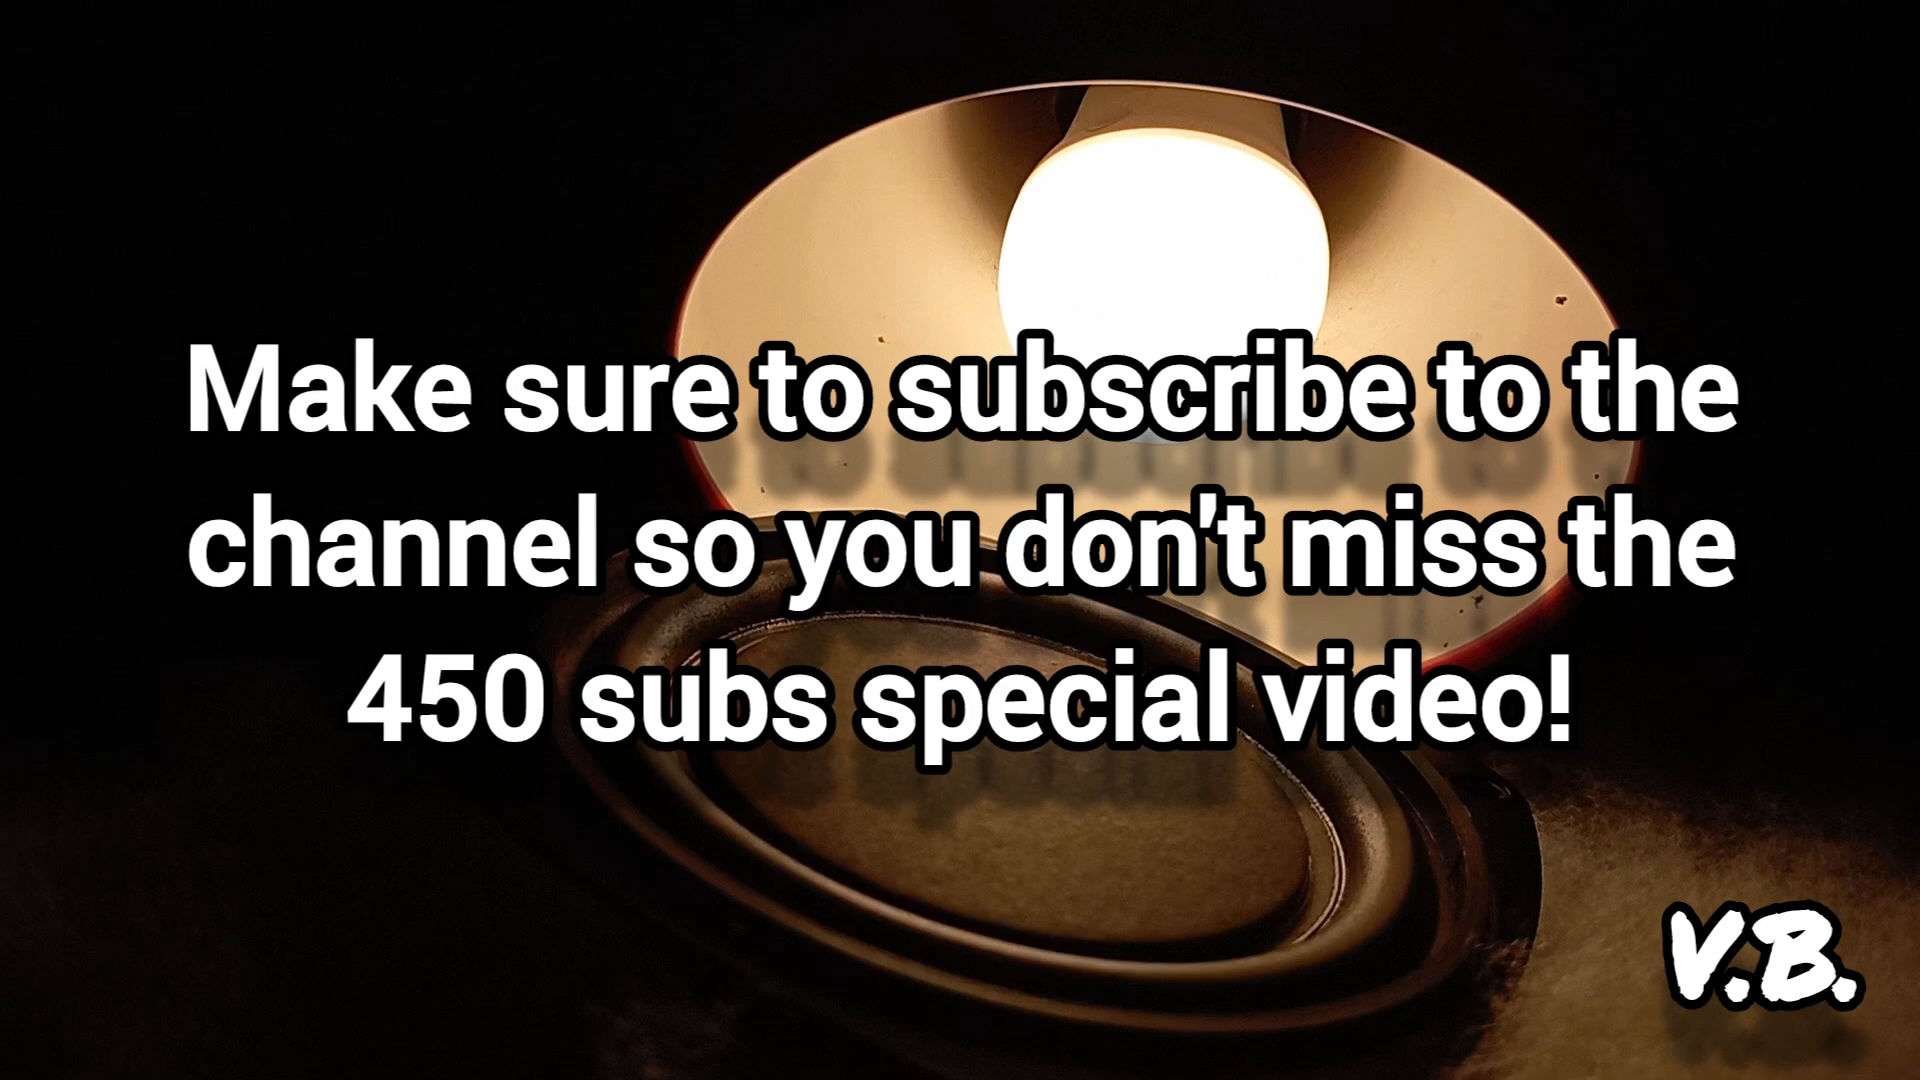 Make sure to subscribe to the
channel so you don't miss the
450 subs special video!
V.B.